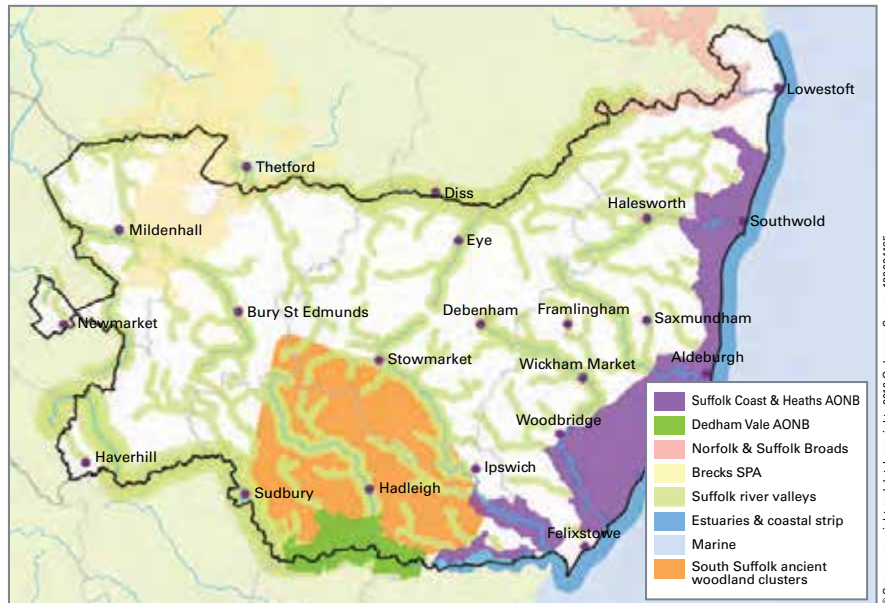 Lowestoft
Thetford
Diss
Halesworth
Southwold
Mildenhall
Eye
Bury St Edmunds
Debenham
Framlingham
Saxmundham
Newmarket
Stowmarket
Wickham Market
Aldeburgh
Woodbridge
Haverhill
Ipswich
Sudbury
Hadleigh
Felixstowe
Suffolk Coast & Heaths AONB
Dedham Vale AONB
Norfolk & Suffolk Broads
Brecks SPA
Suffolk river valleys
Estuaries & coastal strip
Marine
South Suffolk ancient
woodland clusters